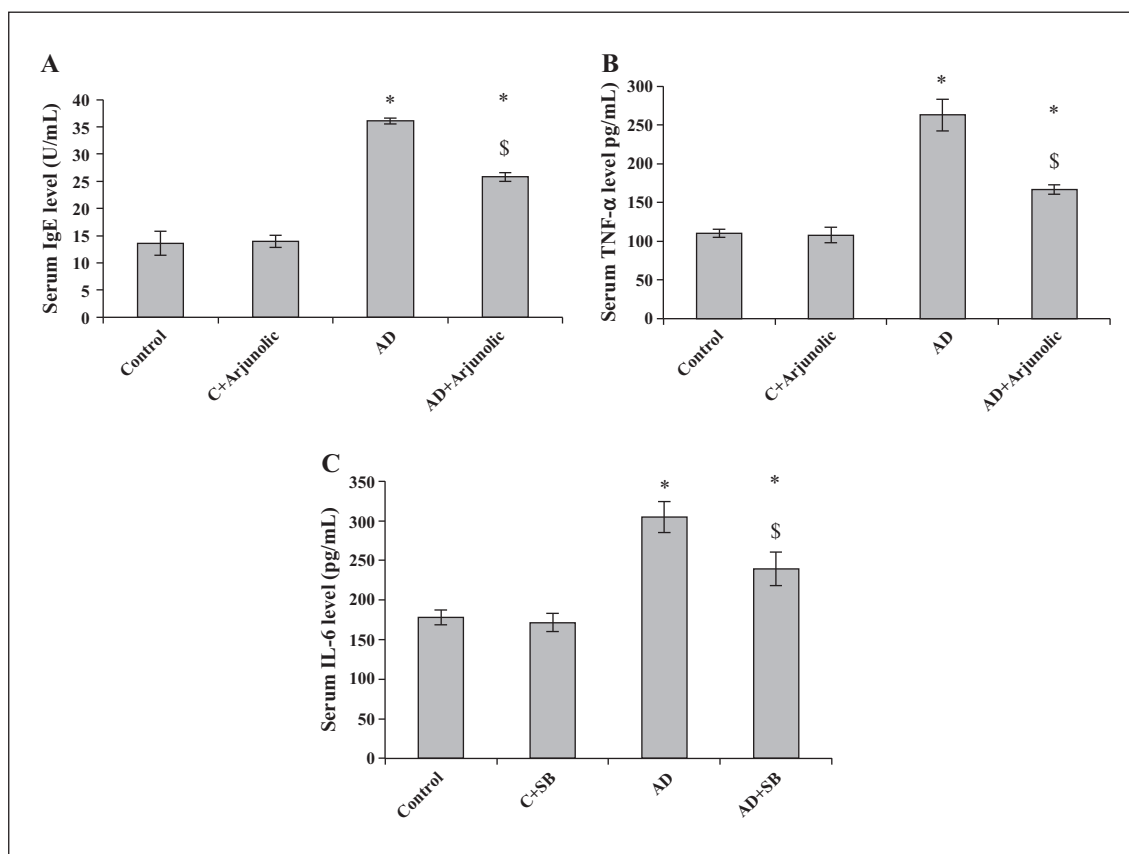 A
Serum IgE level (U/mL)
40
35
30
25
20
15
10
5
0
*
*
$
Control
C+Arjunolic
AD
AD+Arjunolic
B
Serum TNF-α level pg/mL)
300
250
200
150
100
50
0
*
*
$
Control
C+Arjunolic
AD
AD+Arjunolic
C
Serum IL-6 level (pg/mL)
350
300
250
200
150
100
50
0
*
*
$
Control
C+SB
AD
AD+SB